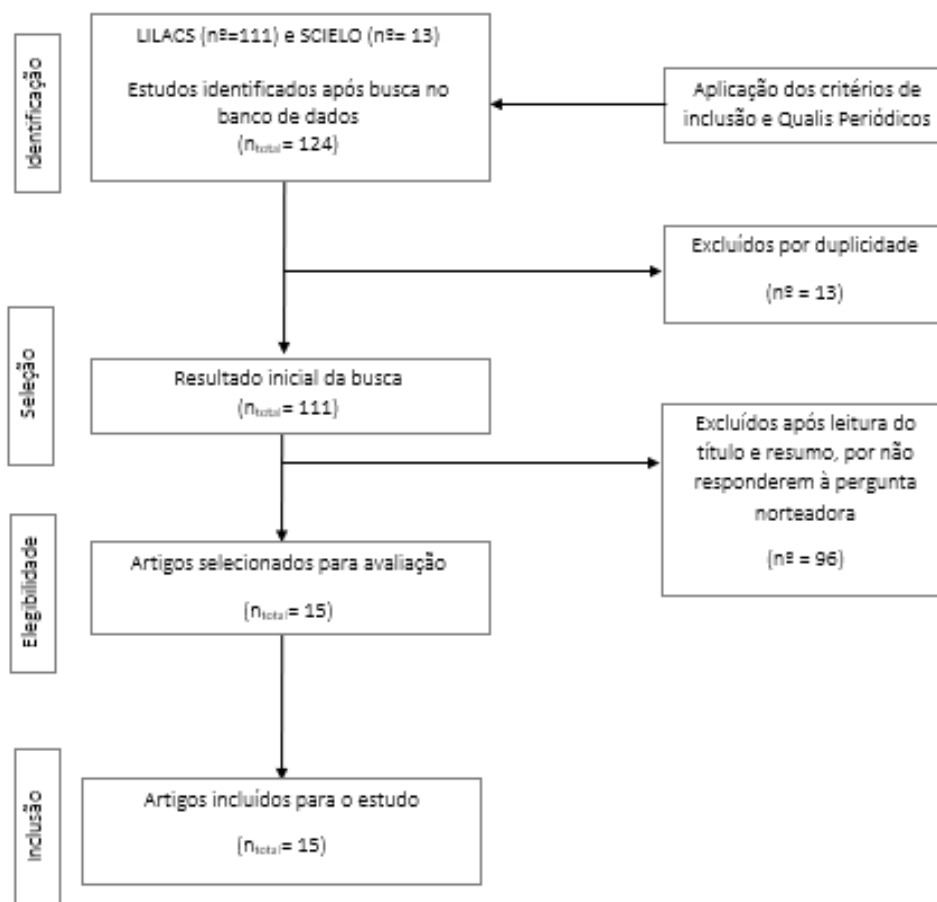 Identificação
LILACS (nº=111) e SCIELO (nº= 13)
Estudos identificados após busca no
banco de dados
(ntotal= 124)
Aplicação dos critérios de
inclusão e Qualis Periódicos
Excluídos por duplicidade
(nº = 13)
Seleção
Resultado inicial da busca
(ntotal= 111)
Excluídos após leitura do
título e resumo, por não
responderem à pergunta
norteadora
(nº = 96)
Elegibilidade
Artigos selecionados para avaliação
(ntotal= 15)
Inclusão
Artigos incluídos para o estudo
(ntotal= 15)